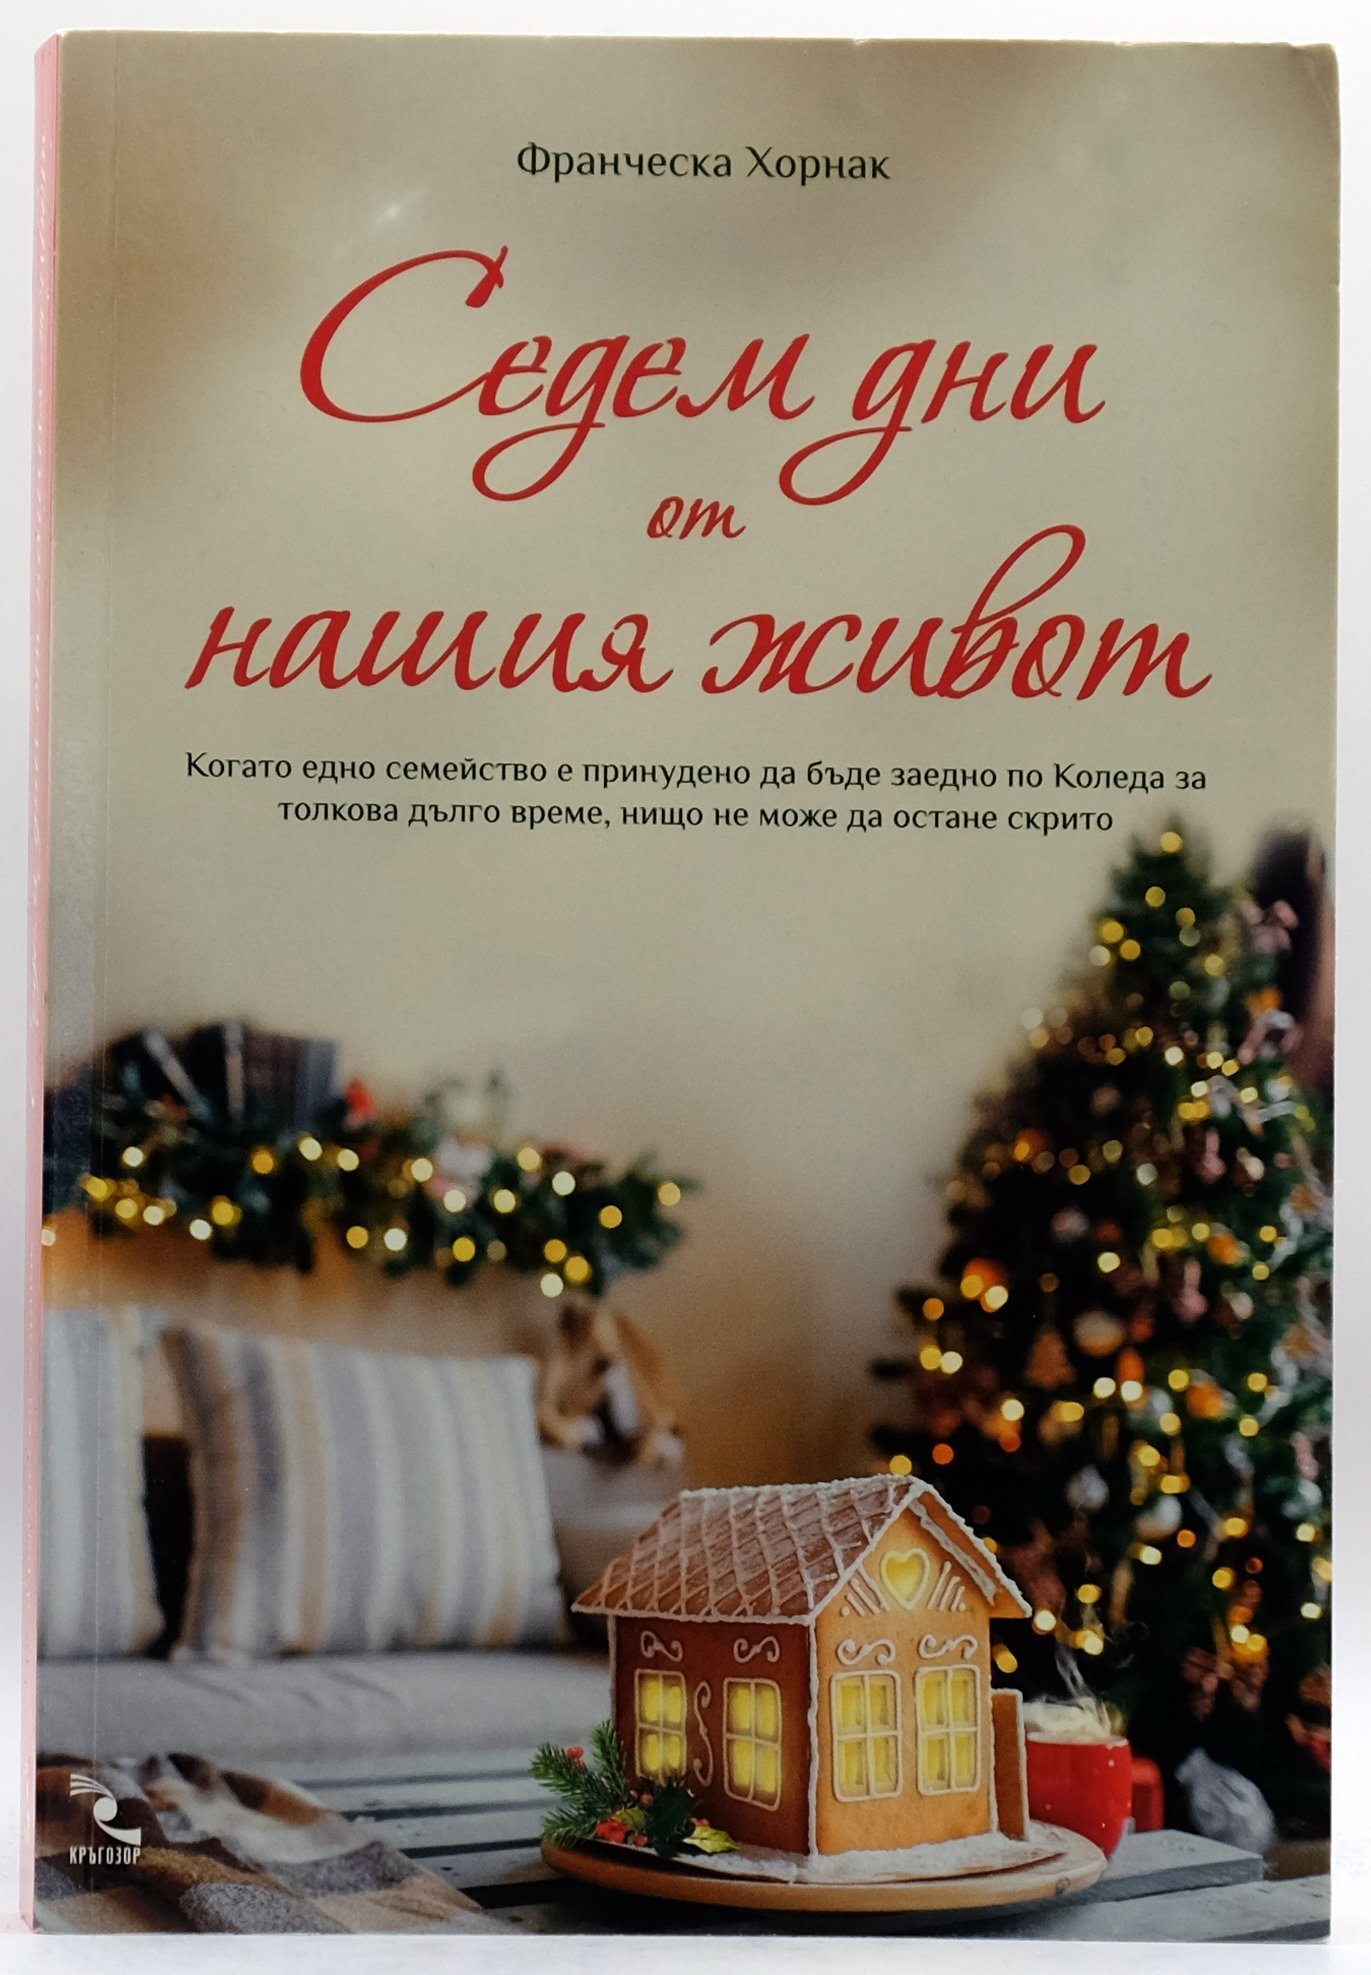 Франческа Хорнак
Седем дни
от
нашия живот
Когато едно семейство е принудено да бъде заедно по Коледа за
толкова дълго време, нищо не може да остане скрито
КРЪГОЗОР